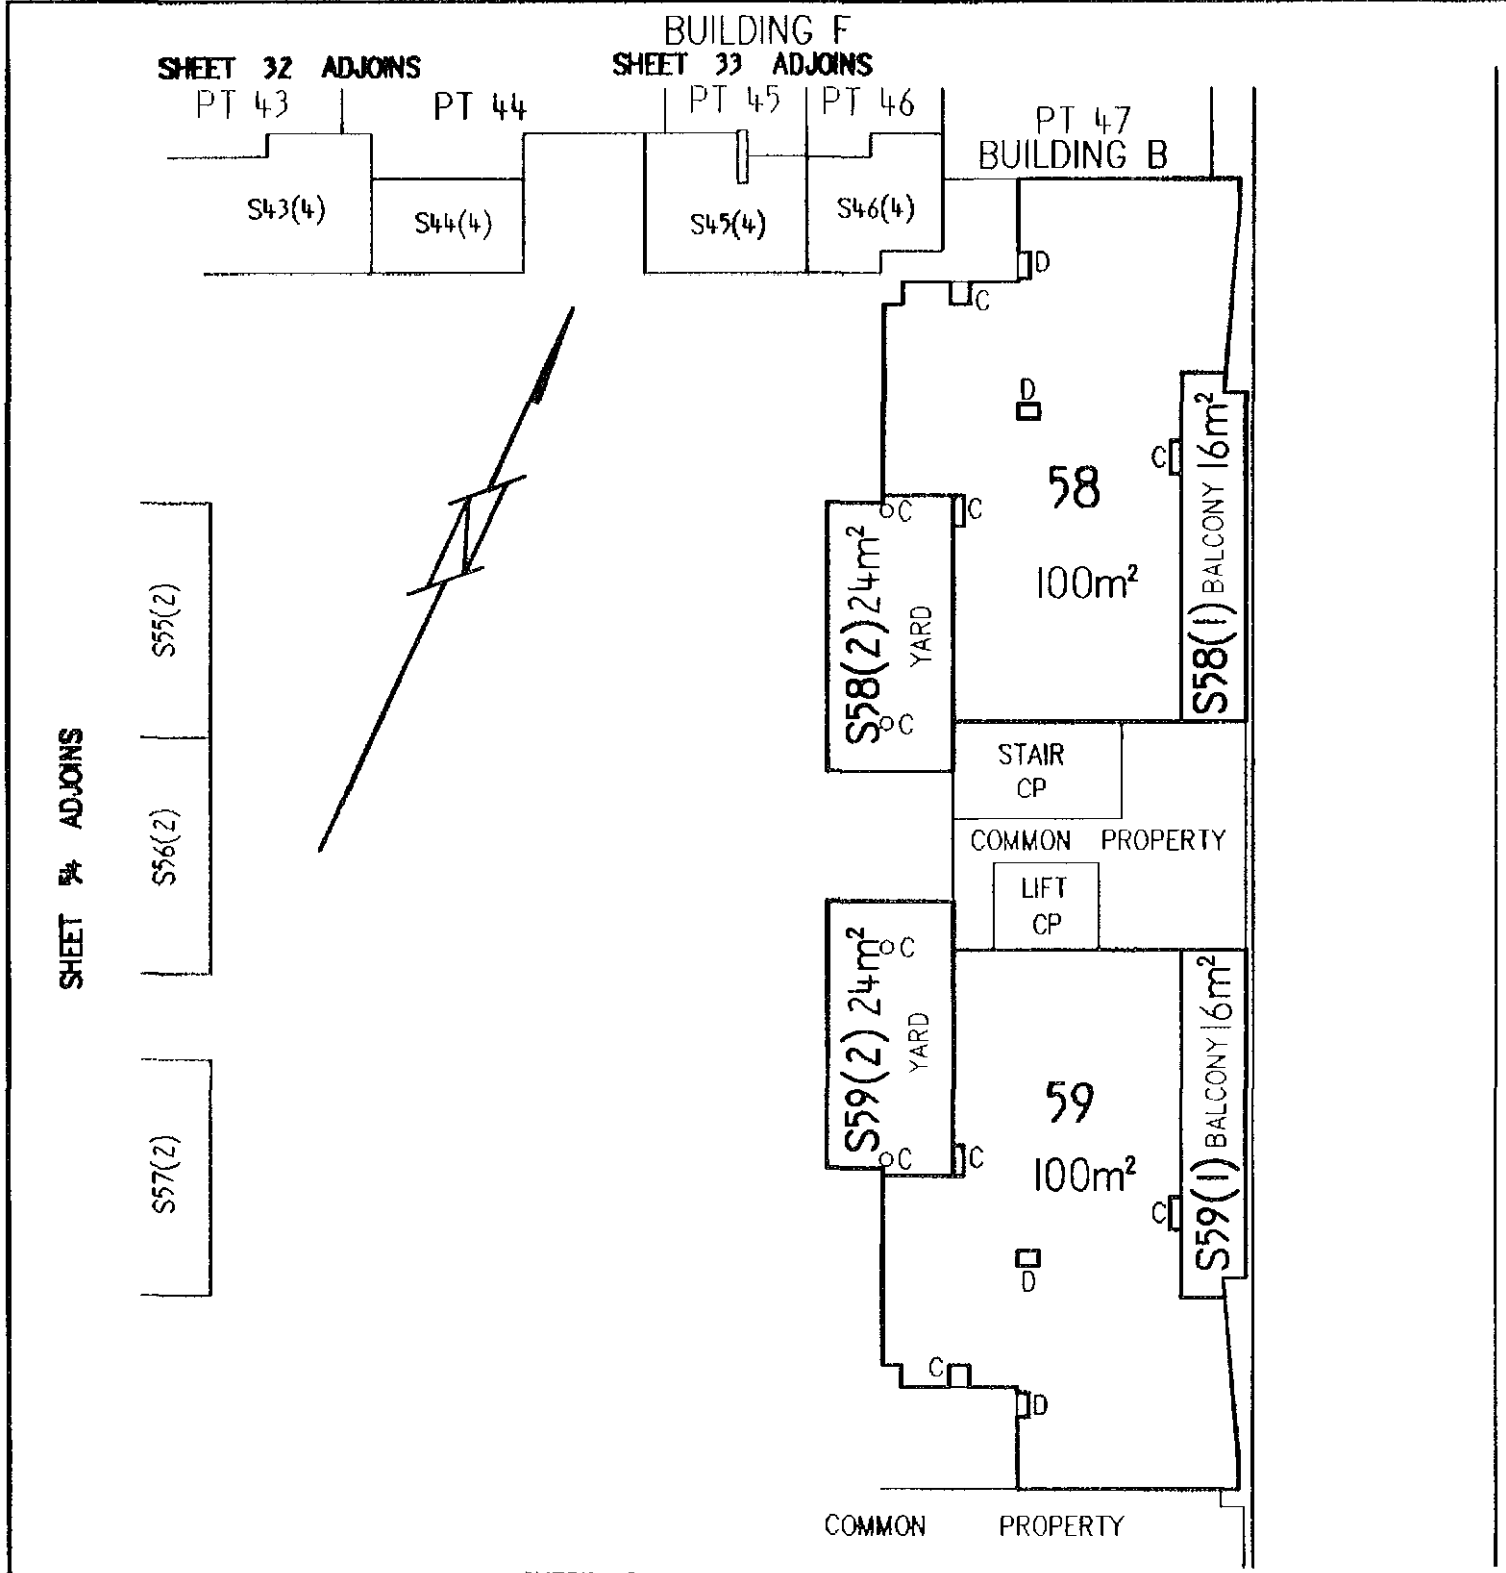 BUILDING F
SHEET 32 ADJOINS
SHEET 33 ADJOINS
PT 43
PT 44
PT 45
PT 46
PT 47
BUILDING B
S43(4)
S44(4)
S45(4)
S46(4)
D
C
D
C
58
100m²
C
C
S58(2) 24m²
YARD
C
S58(1) BALCONY 16m²
S55(2)
S56(2)
S57(2)
SHEET 54 ADJOINS
STAIR
CP
COMMON PROPERTY
LIFT
CP
C
S59(2) 24m²
YARD
C
C
59
100m²
C
S59(1) BALCONY 16m²
D
C
D
COMMON PROPERTY